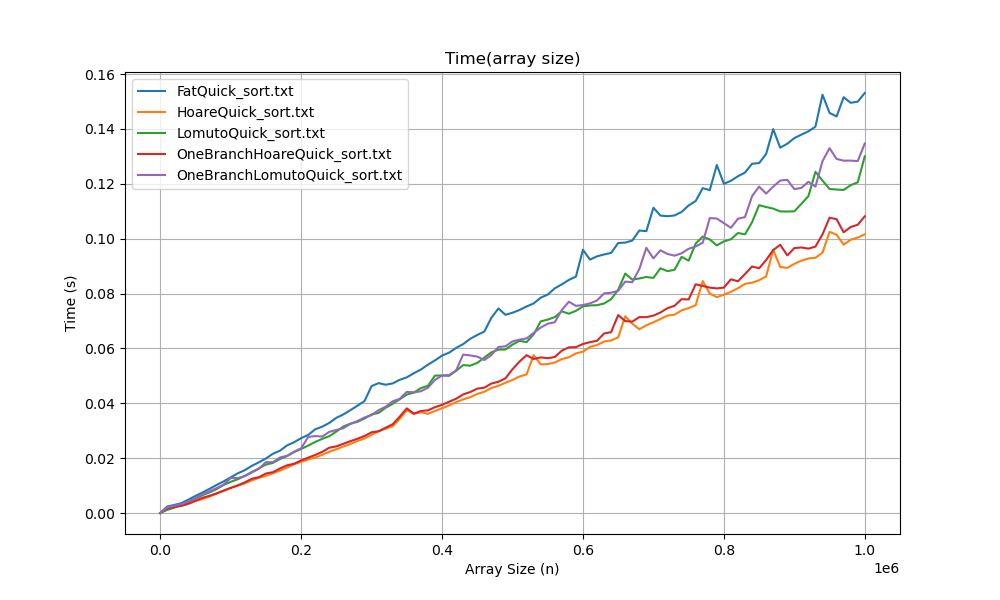 Time(array size)
0.16
0.14
0.12
0.10
0.08
0.06
0.04
0.02
0.00
Time (s)
FatQuick_sort.txt
HoareQuick_sort.txt
LomutoQuick_sort.txt
OneBranchHoareQuick_sort.txt
OneBranchLomutoQuick_sort.txt
0.0 0.2 0.4 0.6 0.8 1.0
1e6
Array Size (n)